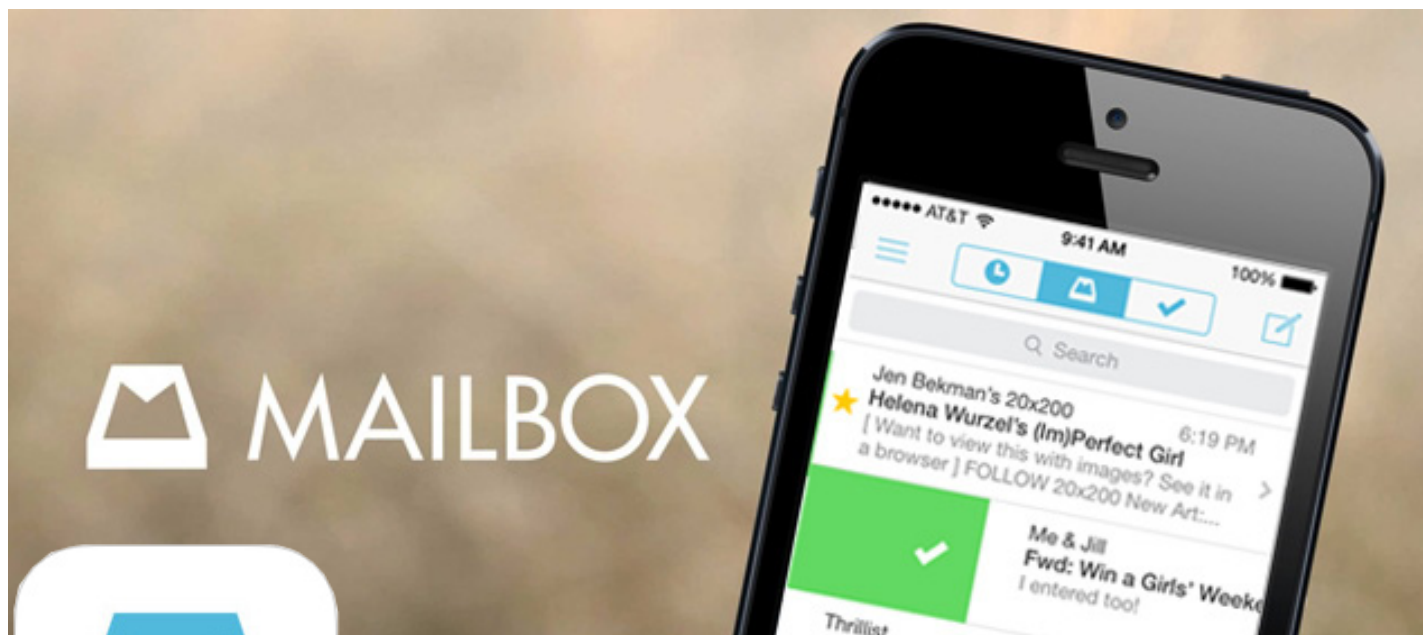 MAILBOX
AT&T
9:41 AM
100%
Search
Jen Bekman's 20x200
6:19 PM
Helena Wurzel's (Im)Perfect Girl
[ Want to view this with images? See it in
a browser ] FOLLOW 20x200 New Art:...
Me & Jill
Fwd: Win a Girls' Weeke
I entered too!
Thrillist